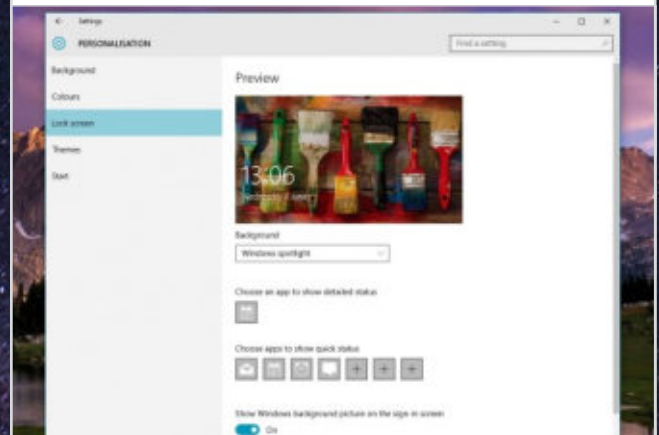 Settings
PERSONALISATION
Find a setting
Background
Colours
Lock screen
Themes
Start
Preview
13:06
Background
Windows spotlight
Choose an app to show detailed status
Choose apps to show quick status
Show Windows background picture on the sign-in screen
On